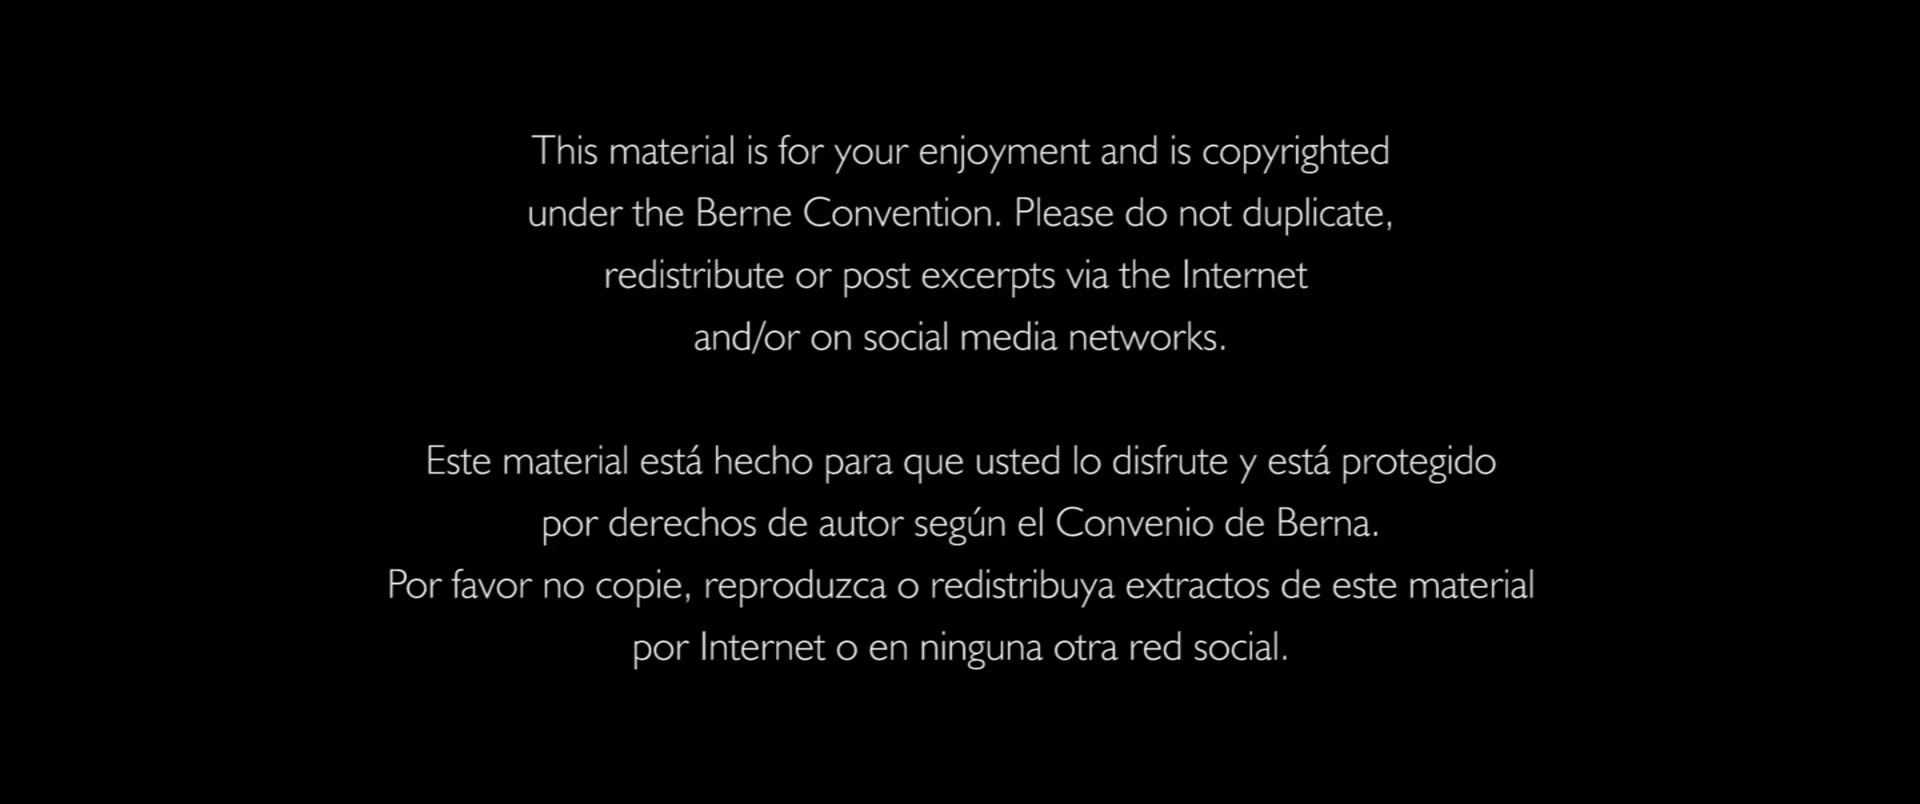 This material is for your enjoyment and is copyrighted
under the Berne Convention. Please do not duplicate,
redistribute or post excerpts via the Internet
and/or on social media networks.
Este material está hecho para que usted lo disfrute y está protegido
por derechos de autor según el Convenio de Berna.
Por favor no copie, reproduzca o redistribuya extractos de este material
por Internet o en ninguna otra red social.